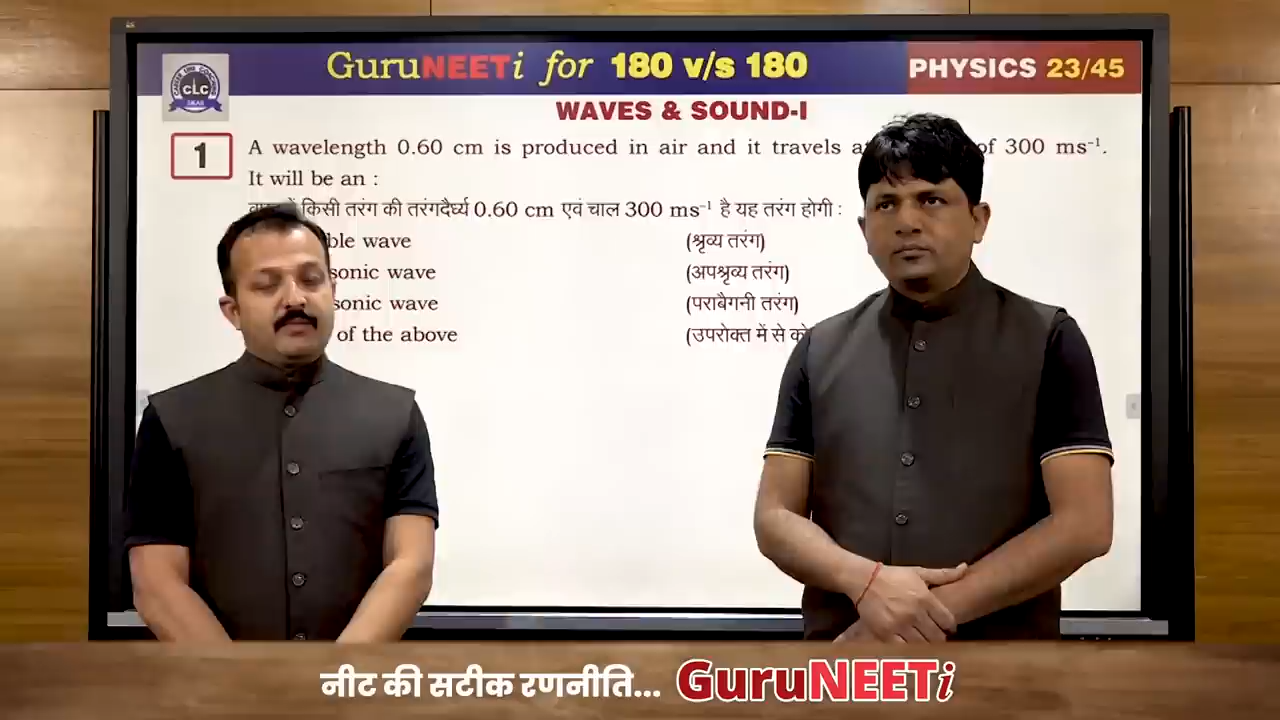 GuruNEETi for 180 v/s 180
PHYSICS 23/45
CLC
SIKAR
WAVES & SOUND-I
1
A wavelength 0.60 cm is produced in air and it travels of 300 ms⁻¹.
It will be an :
किसी तरंग की तरंगदैर्घ्य 0.60 cm एवं चाल 300 ms⁻¹ है यह तरंग होगी :
ble wave (श्रृव्य तरंग)
sonic wave (अपश्रृव्य तरंग)
sonic wave (पराबैगनी तरंग)
of the above (उपरोक्त में से
नीट की सटीक रणनीति... GuruNEETi